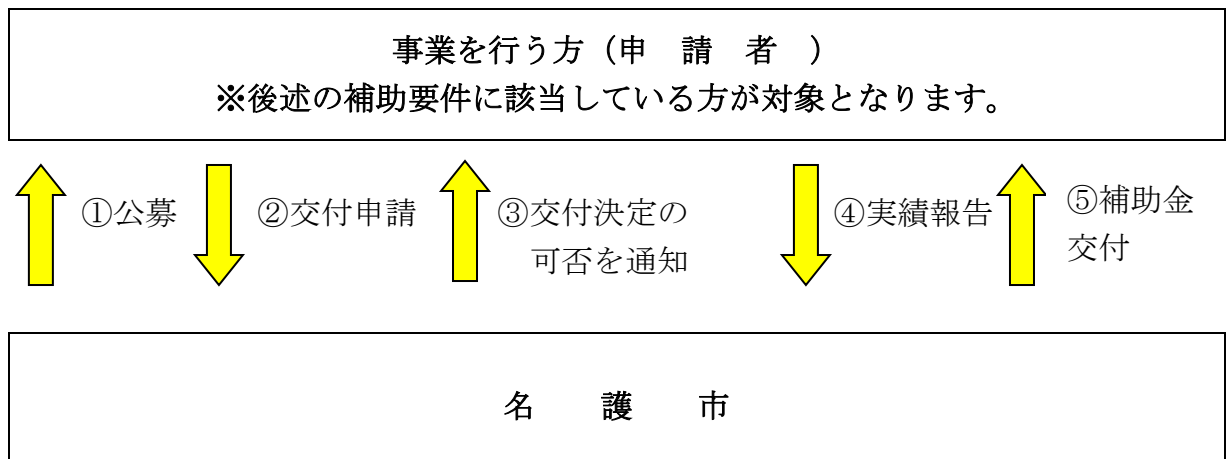 事業を行う方（申　請　者　）
※後述の補助要件に該当している方が対象となります。
①公募
②交付申請
③交付決定の
可否を通知
④実績報告
⑤補助金
交付
名　護　市